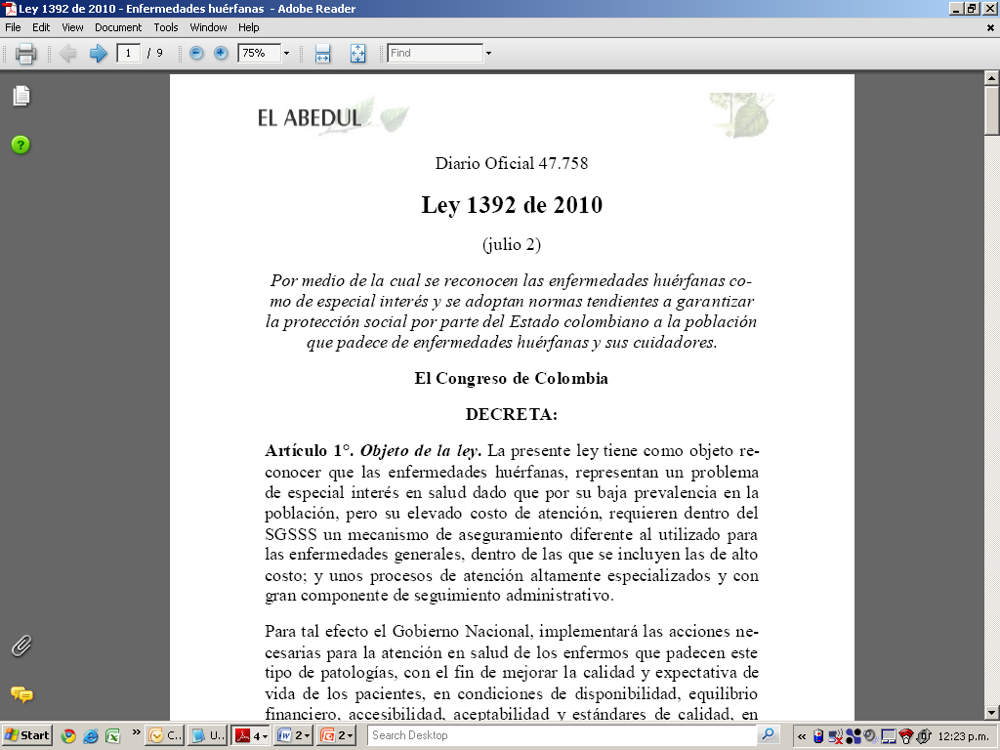 Ley 1392 de 2010 - Enfermedades huérfanas - Adobe Reader
File Edit View Document Tools Window Help
1 / 9 75% Find
EL ABEDUL
Diario Oficial 47.758
Ley 1392 de 2010
(julio 2)
Por medio de la cual se reconocen las enfermedades huérfanas co-
mo de especial interés y se adoptan normas tendientes a garantizar
la protección social por parte del Estado colombiano a la población
que padece de enfermedades huérfanas y sus cuidadores.
El Congreso de Colombia
DECRETA:
Artículo 1°. Objeto de la ley. La presente ley tiene como objeto re-
conocer que las enfermedades huérfanas, representan un problema
de especial interés en salud dado que por su baja prevalencia en la
población, pero su elevado costo de atención, requieren dentro del
SGSSS un mecanismo de aseguramiento diferente al utilizado para
las enfermedades generales, dentro de las que se incluyen las de alto
costo; y unos procesos de atención altamente especializados y con
gran componente de seguimiento administrativo.
Para tal efecto el Gobierno Nacional, implementará las acciones ne-
cesarias para la atención en salud de los enfermos que padecen este
tipo de patologías, con el fin de mejorar la calidad y expectativa de
vida de los pacientes, en condiciones de disponibilidad, equilibrio
financiero, accesibilidad, aceptabilidad y estándares de calidad, en
Start » C... U... 4 2 2 Search Desktop « 12:23 p.m.